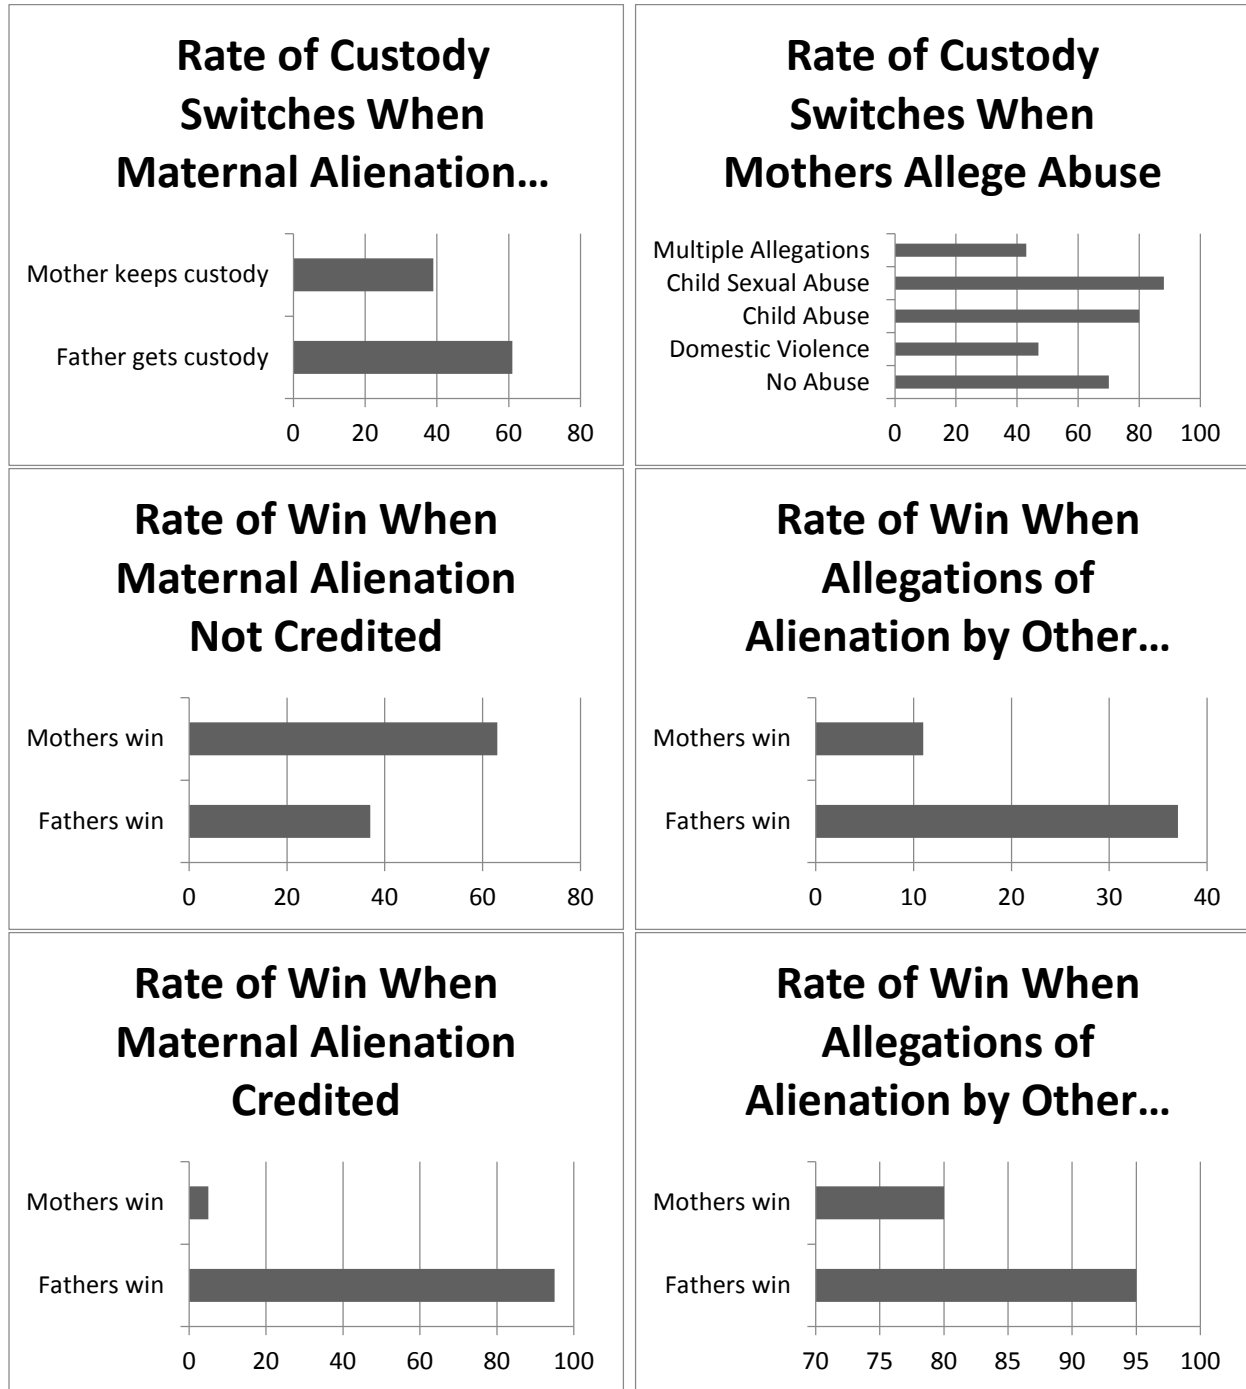 Rate of Custody
Switches When
Maternal Alienation…
Mother keeps custody
Father gets custody
0 20 40 60 80
Rate of Custody
Switches When
Mothers Allege Abuse
Multiple Allegations
Child Sexual Abuse
Child Abuse
Domestic Violence
No Abuse
0 20 40 60 80 100
Rate of Win When
Maternal Alienation
Not Credited
Mothers win
Fathers win
0 20 40 60 80
Rate of Win When
Allegations of
Alienation by Other…
Mothers win
Fathers win
0 10 20 30 40
Rate of Win When
Maternal Alienation
Credited
Mothers win
Fathers win
0 20 40 60 80 100
Rate of Win When
Allegations of
Alienation by Other…
Mothers win
Fathers win
70 75 80 85 90 95 100